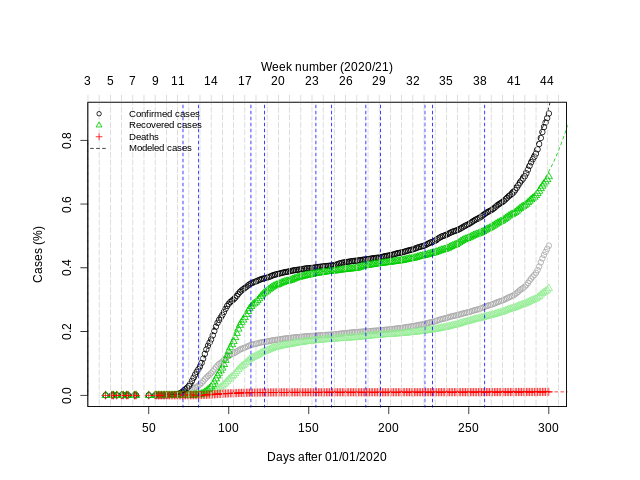 Week number (2020/21)
3 5 7 9 11 14 17 20 23 26 29 32 35 38 41 44
Confirmed cases
Recovered cases
Deaths
Modeled cases
Cases (%)
0.8
0.6
0.4
0.2
0.0
50 100 150 200 250 300
Days after 01/01/2020